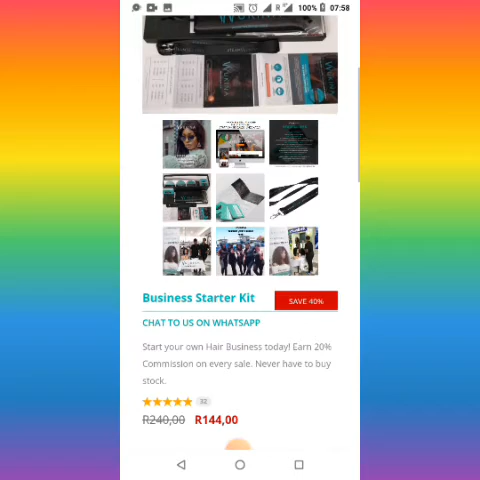 100% 07:58
Business Starter Kit
SAVE 40%
CHAT TO US ON WHATSAPP
Start your own Hair Business today! Earn 20%
Commission on every sale. Never have to buy
stock.
32
R240,00 R144,00